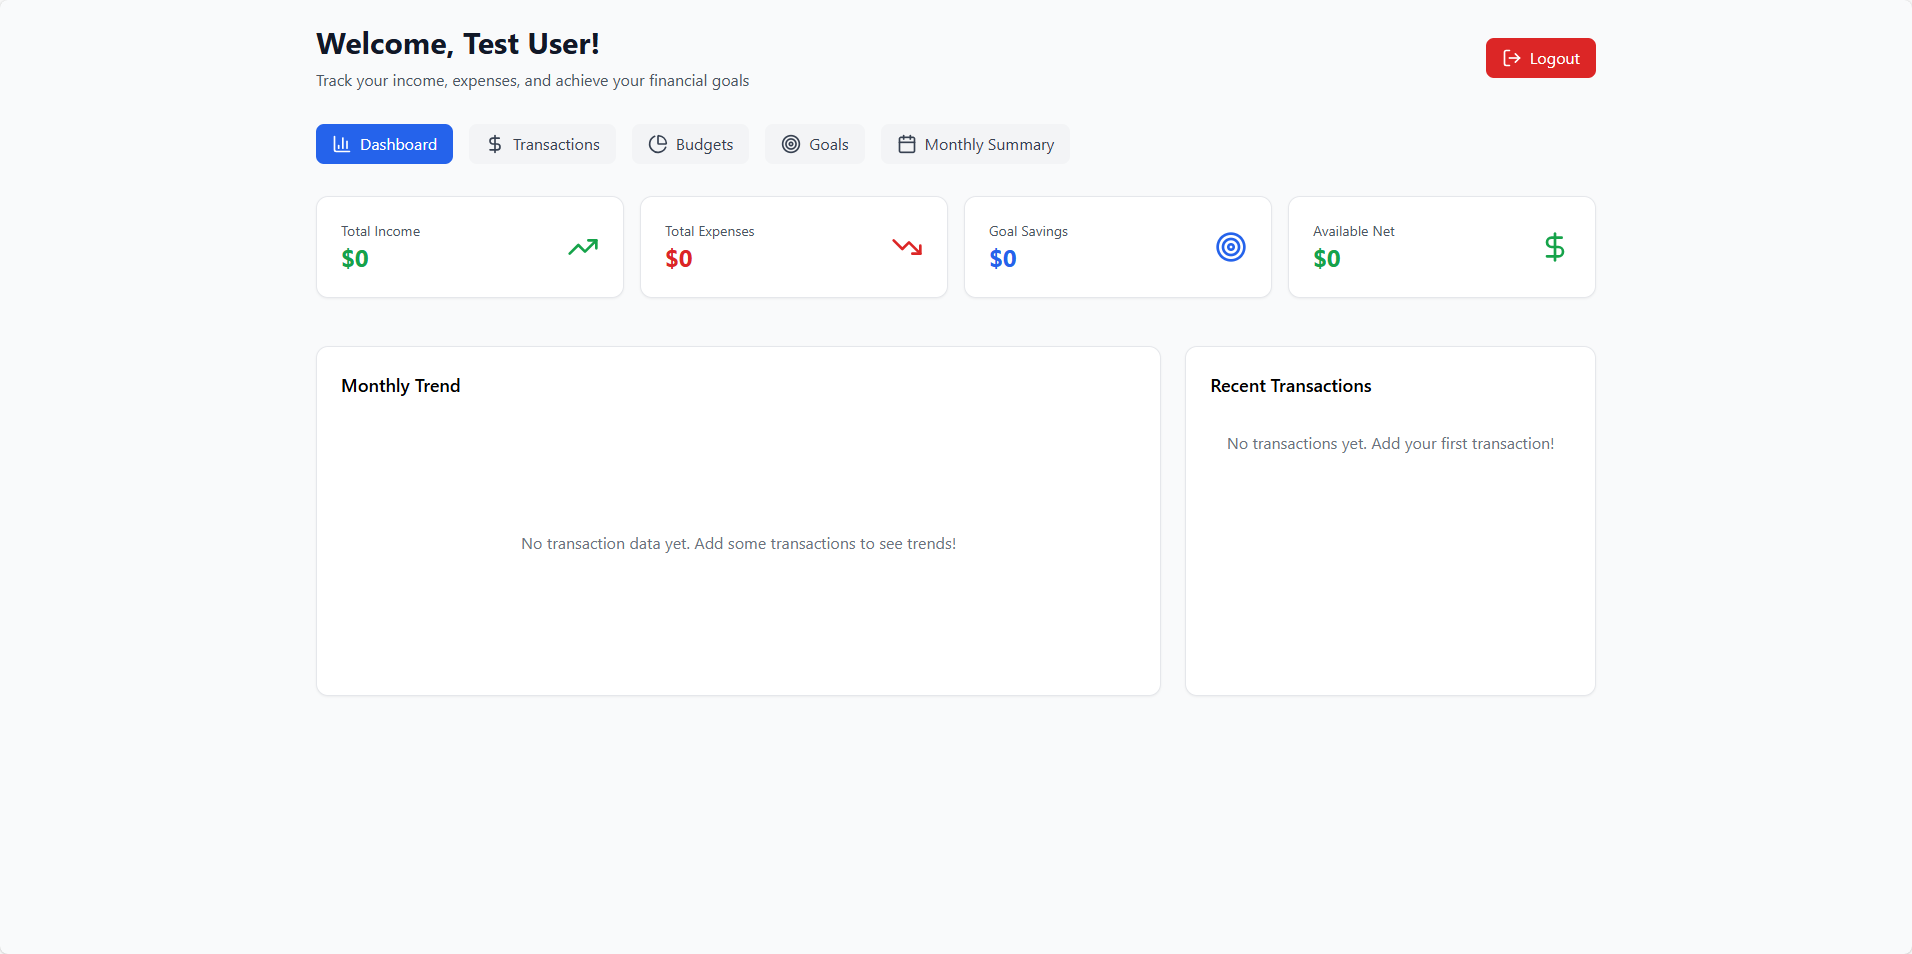 Welcome, Test User!
Track your income, expenses, and achieve your financial goals
Logout
Dashboard
Transactions
Budgets
Goals
Monthly Summary
Total Income
$0
Total Expenses
$0
Goal Savings
$0
Available Net
$0
Monthly Trend
No transaction data yet. Add some transactions to see trends!
Recent Transactions
No transactions yet. Add your first transaction!